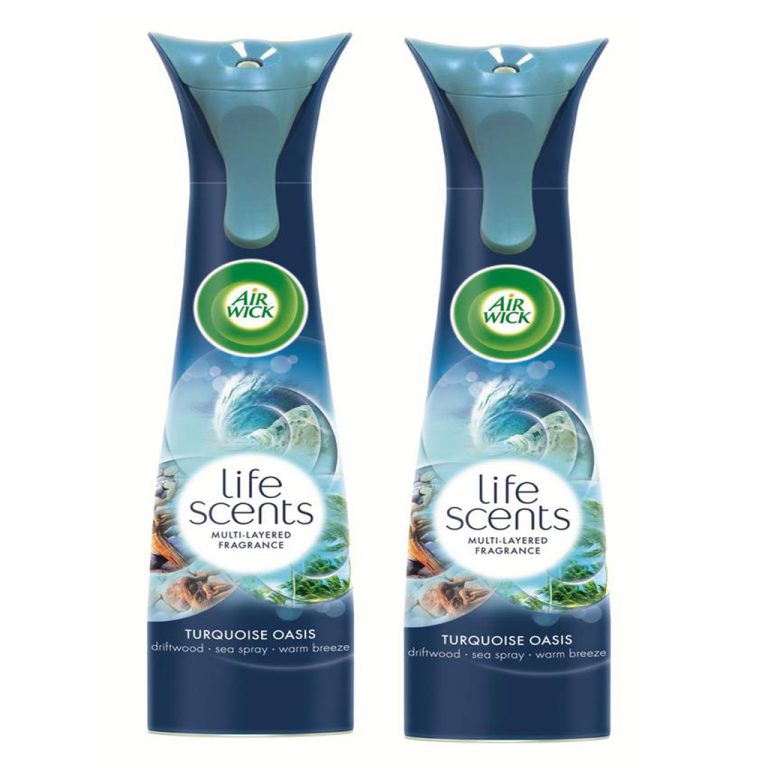 AIR
WICK
life
scents
MULTI-LAYERED
FRAGRANCE
TURQUOISE OASIS
driftwood • sea spray • warm breeze
AIR
WICK
life
scents
MULTI-LAYERED
FRAGRANCE
TURQUOISE OASIS
driftwood • sea spray • warm breeze